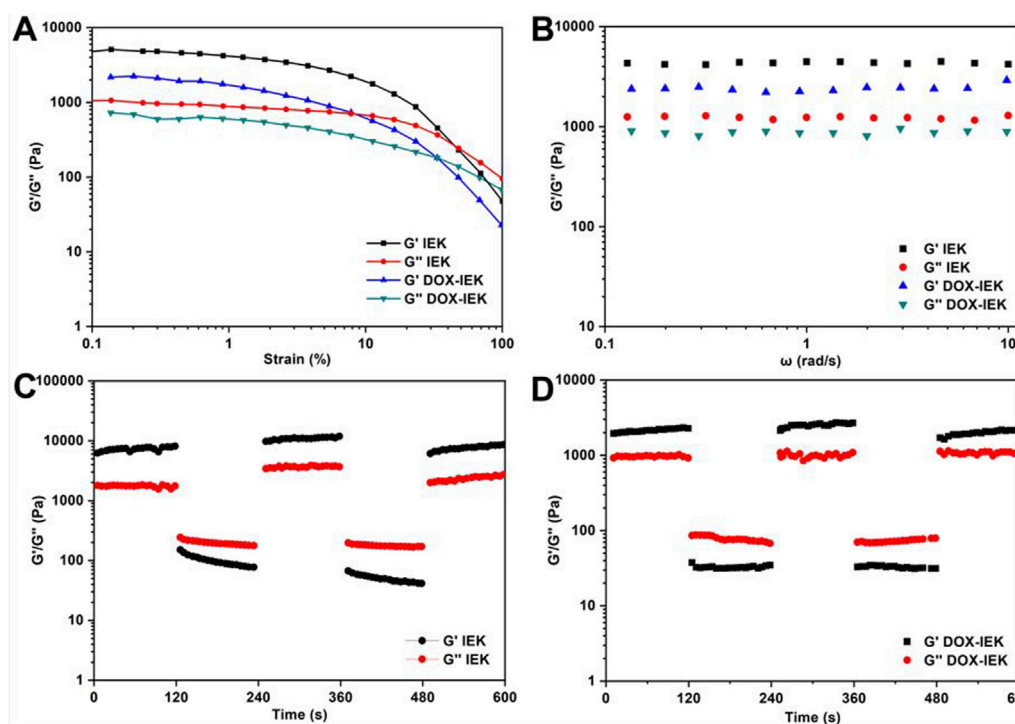 A
10000
1000
100
10
1
G'/G'' (Pa)
0.1
1
10
100
Strain (%)
G' IEK
G'' IEK
G' DOX-IEK
G'' DOX-IEK
B
10000
1000
100
10
G'/G'' (Pa)
0.1
1
10
ω (rad/s)
G' IEK
G'' IEK
G' DOX-IEK
G'' DOX-IEK
C
100000
10000
1000
100
10
1
G'/G'' (Pa)
0
120
240
360
480
600
Time (s)
G' IEK
G'' IEK
D
10000
1000
100
10
1
G'/G'' (Pa)
0
120
240
360
480
Time (s)
G' DOX-IEK
G'' DOX-IEK